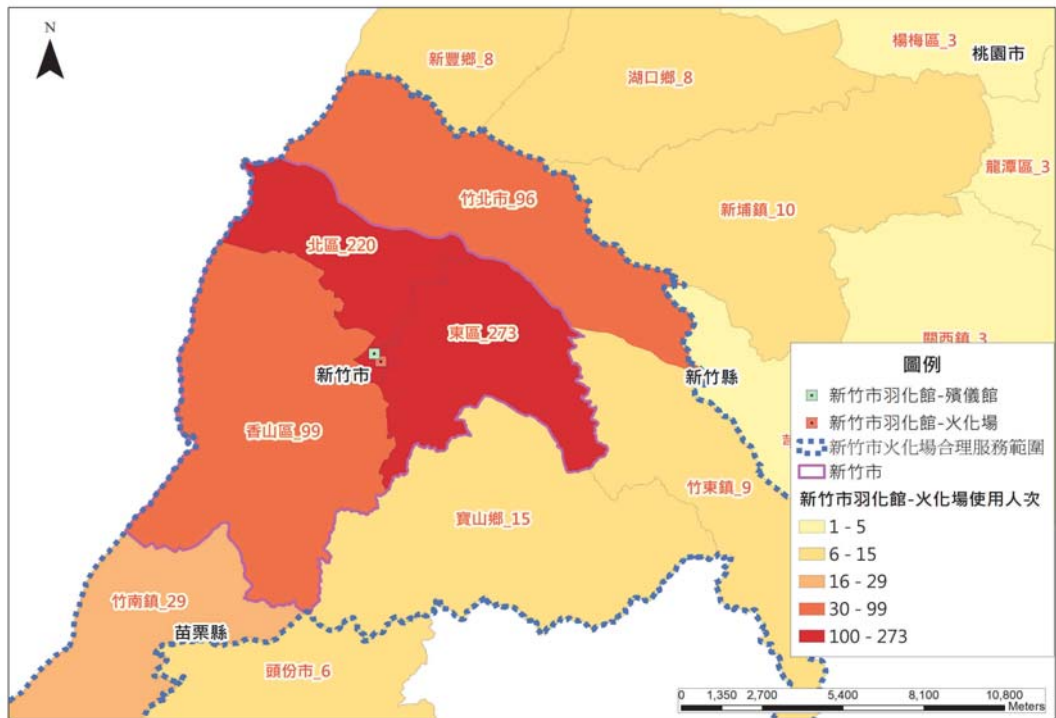 N
楊梅區_3
桃園市
新豐鄉_8
湖口鄉_8
龍潭區_3
竹北市_96
新埔鎮_10
北區_220
東區_273
關西鎮_3
新竹市
新竹縣
香山區_99
竹東鎮_9
寶山鄉_15
竹南鎮_29
苗栗縣
頭份市_6
圖例
新竹市羽化館-殯儀館
新竹市羽化館-火化場
新竹市火化場合理服務範圍
新竹市
新竹市羽化館-火化場使用人次
1 - 5
6 - 15
16 - 29
30 - 99
100 - 273
0 1,350 2,700 5,400 8,100 10,800
Meters